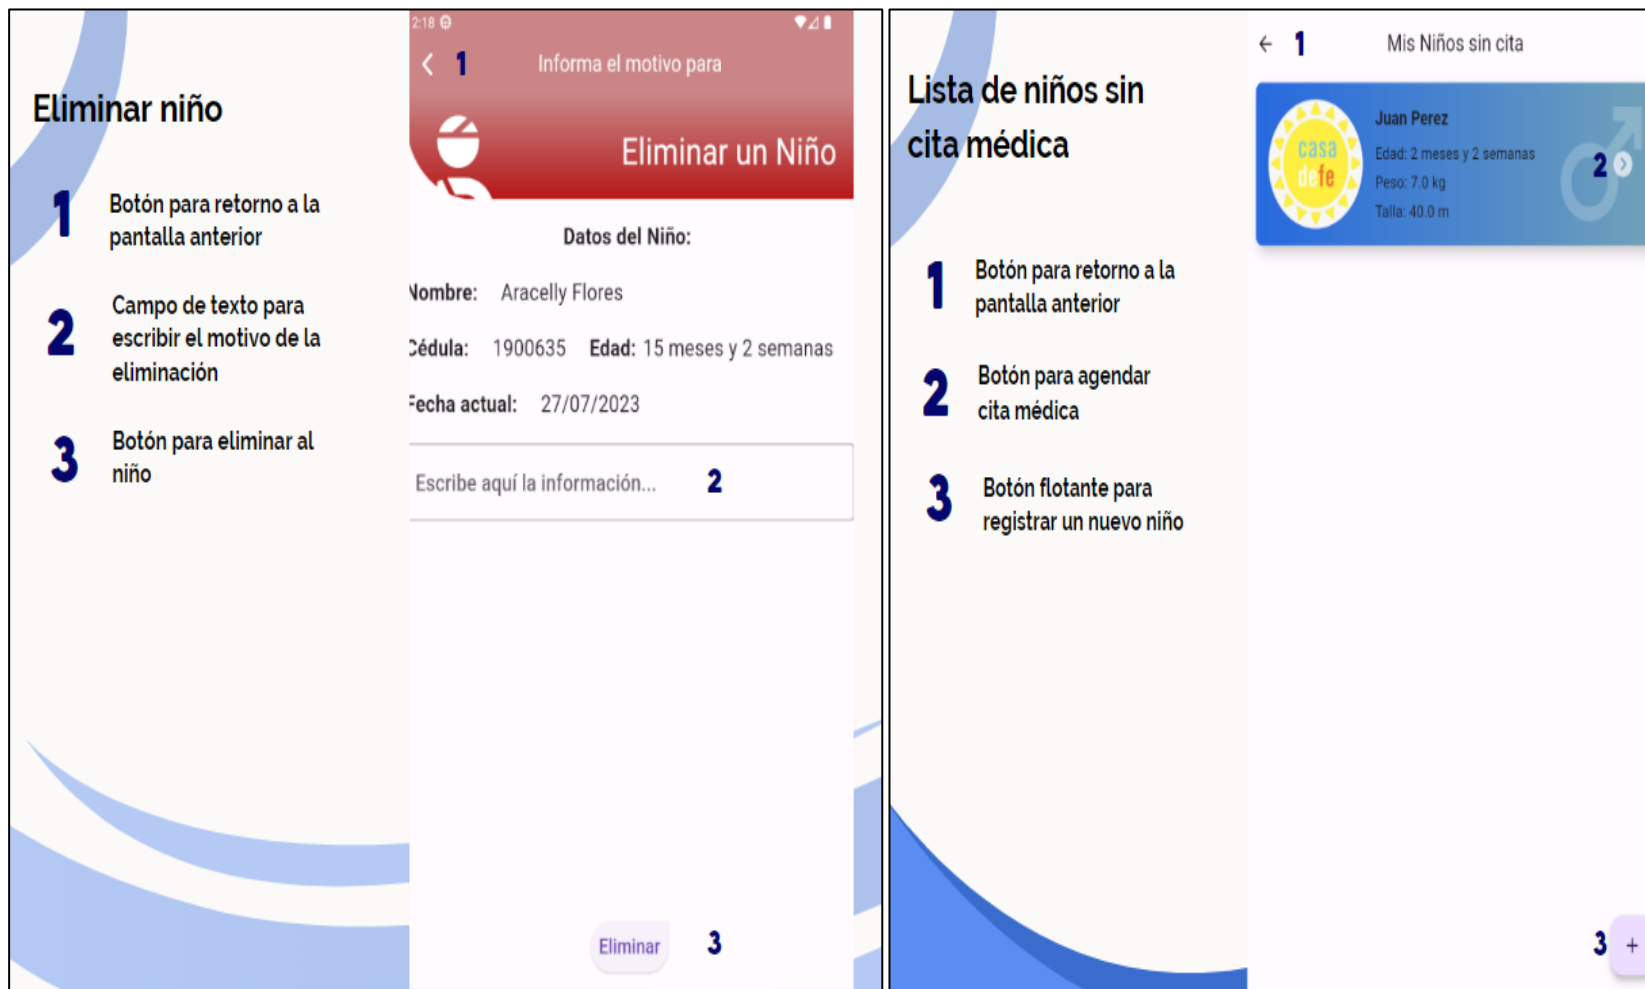 Eliminar niño
1
Botón para retorno a la
pantalla anterior
2
Campo de texto para
escribir el motivo de la
eliminación
3
Botón para eliminar al
niño
2:18
1
Informa el motivo para
Eliminar un Niño
Datos del Niño:
Nombre: Aracelly Flores
Cédula: 1900635 Edad: 15 meses y 2 semanas
Fecha actual: 27/07/2023
Escribe aquí la información... 2
Eliminar 3
Lista de niños sin
cita médica
1
Botón para retorno a la
pantalla anterior
2
Botón para agendar
cita médica
3
Botón flotante para
registrar un nuevo niño
← 1 Mis Niños sin cita
casa
defe
Juan Perez
Edad: 2 meses y 2 semanas
Peso: 7.0 kg
Talla: 40.0 m
2
3 +